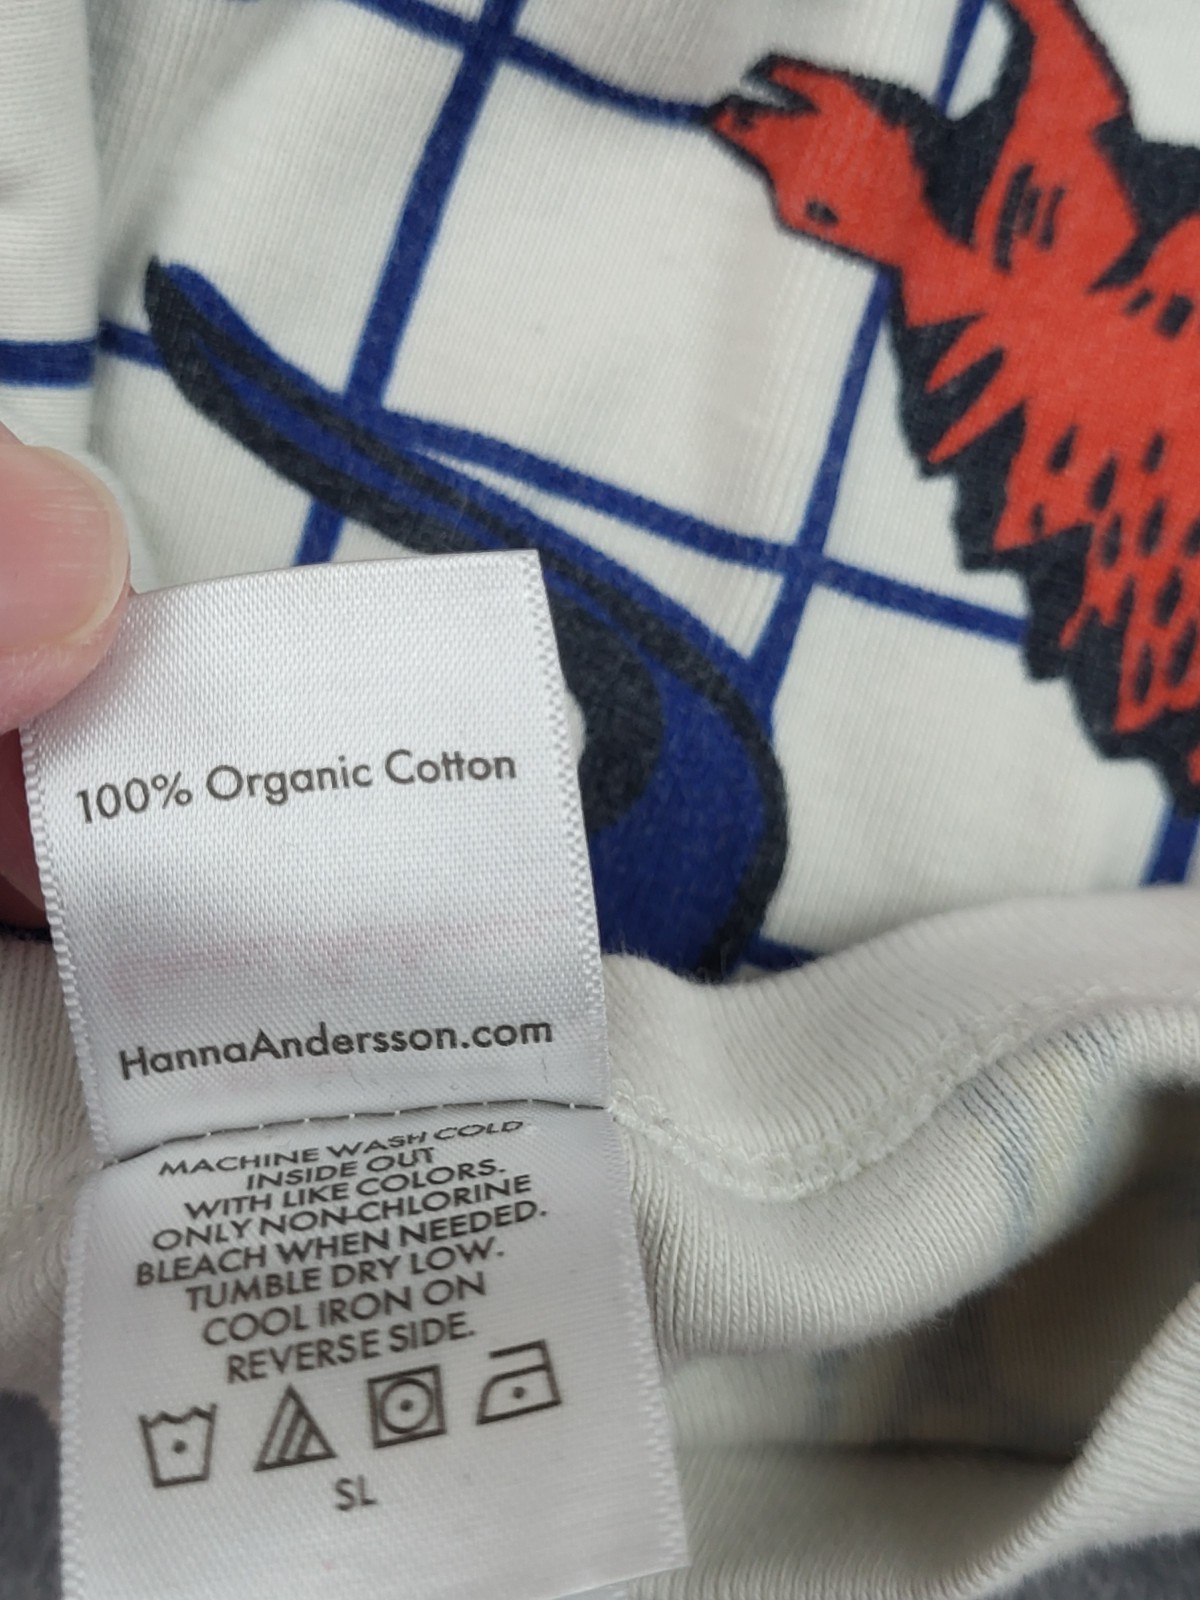 100% Organic Cotton
HannaAndersson.com
MACHINE WASH COLD
INSIDE OUT
WITH LIKE COLORS.
ONLY NON-CHLORINE
BLEACH WHEN NEEDED.
TUMBLE DRY LOW.
COOL IRON ON
REVERSE SIDE.
SL